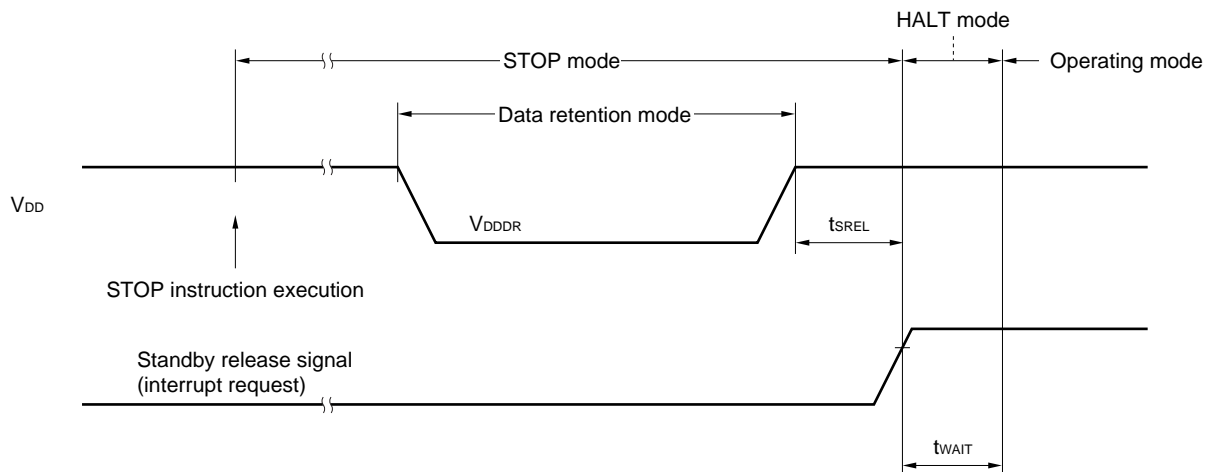 HALT mode
STOP mode
Operating mode
Data retention mode
VDD
VDDDR
tSREL
STOP instruction execution
Standby release signal
(interrupt request)
tWAIT